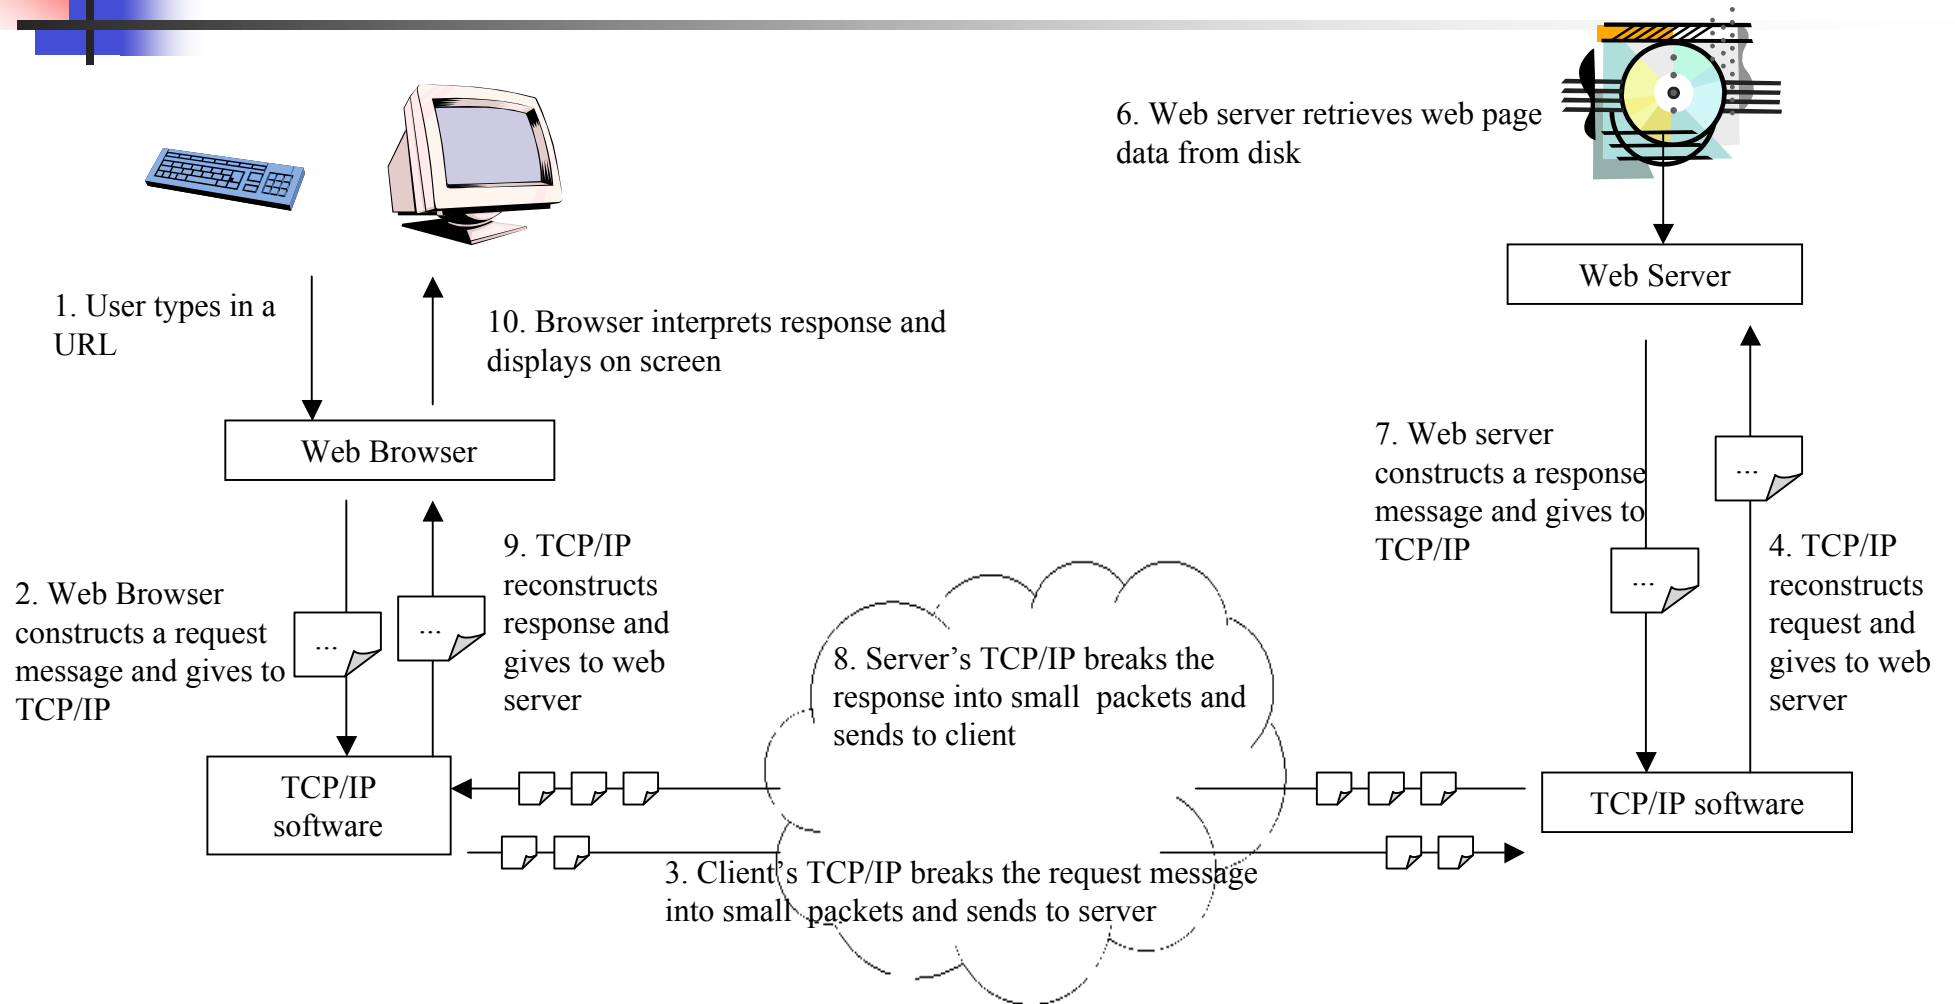 6. Web server retrieves web page
data from disk
Web Server
1. User types in a
URL
10. Browser interprets response and
displays on screen
Web Browser
7. Web server
constructs a response
message and gives to
TCP/IP
...
...
4. TCP/IP
reconstructs
request and
gives to web
server
2. Web Browser
constructs a request
message and gives to
TCP/IP
...
...
9. TCP/IP
reconstructs
response and
gives to web
server
8. Server’s TCP/IP breaks the
response into small packets and
sends to client
TCP/IP
software
TCP/IP software
3. Client’s TCP/IP breaks the request message
into small packets and sends to server